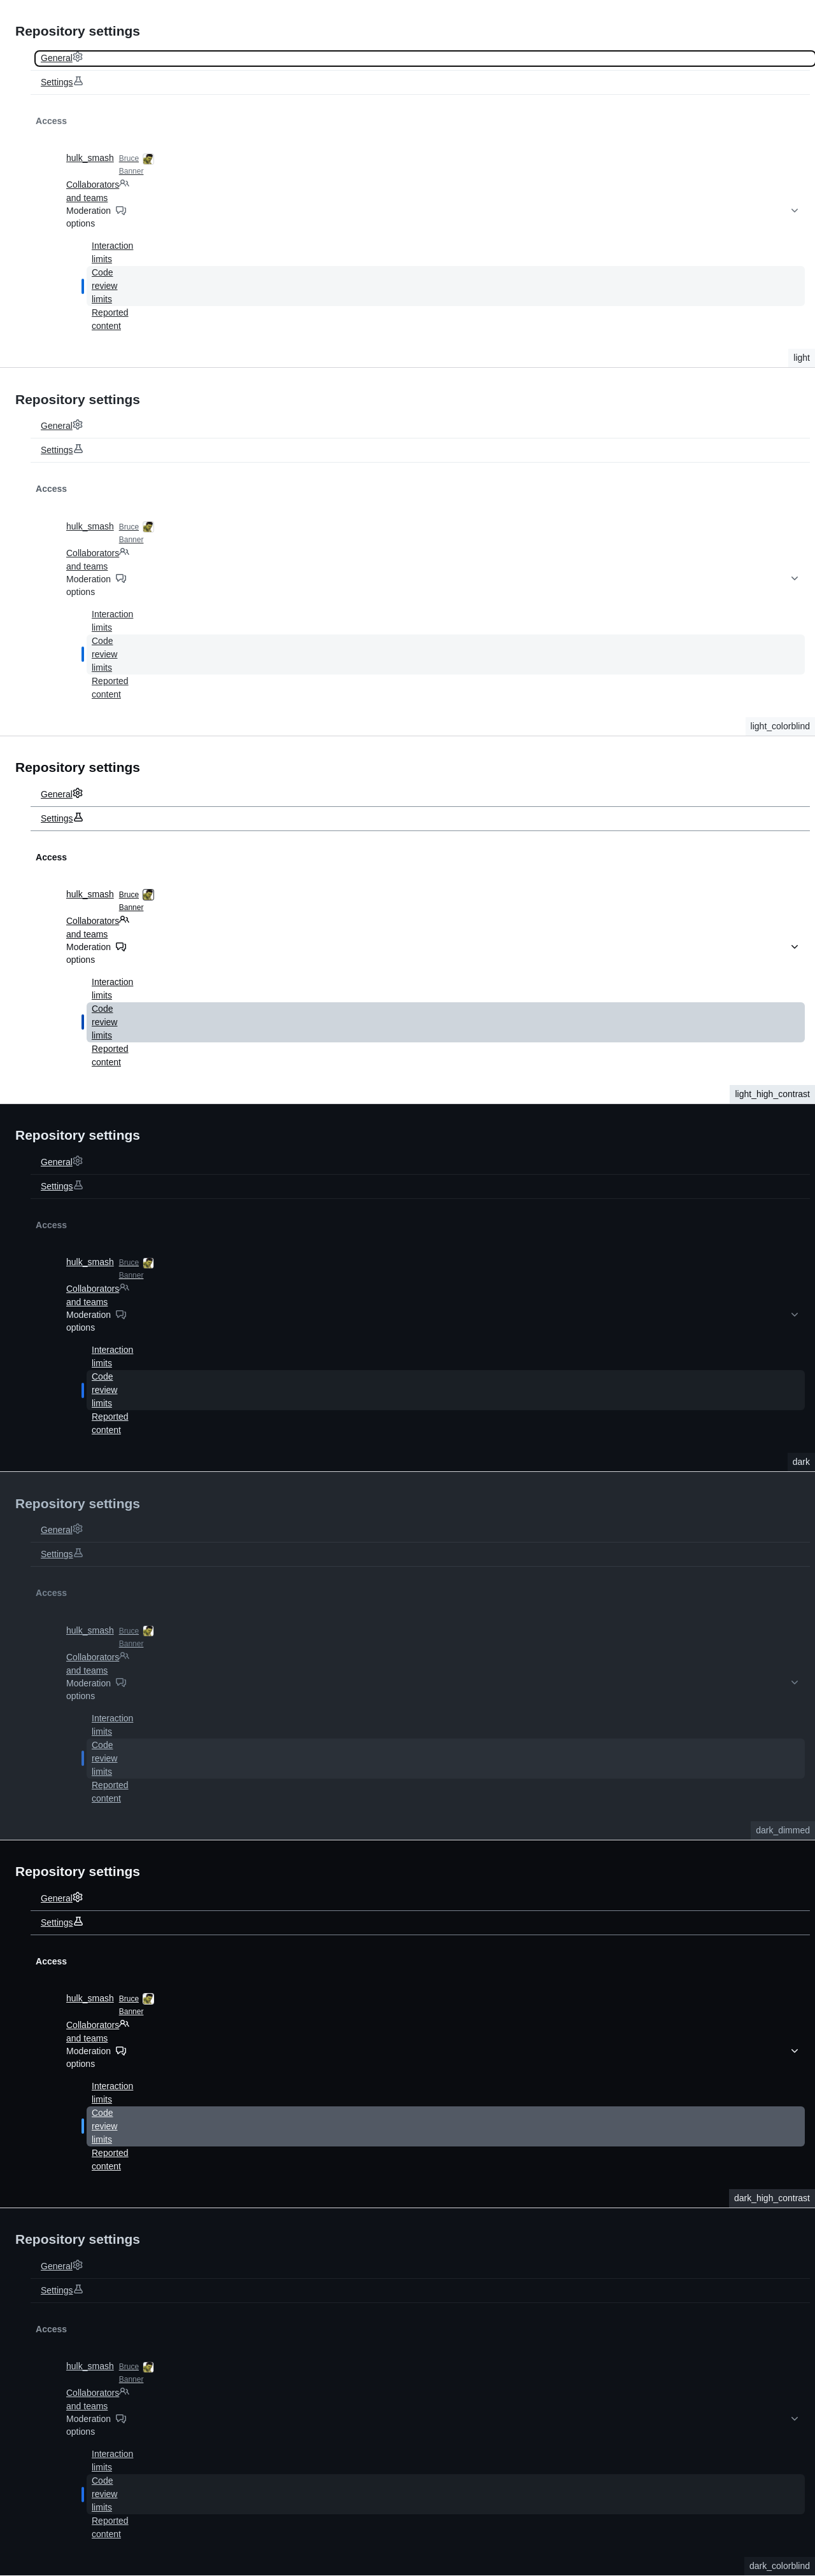 Repository settings
General
Settings
Access
hulk_smash Bruce
Banner
Collaborators
and teams
Moderation
options
Interaction
limits
Code
review
limits
Reported
content
light
Repository settings
General
Settings
Access
hulk_smash Bruce
Banner
Collaborators
and teams
Moderation
options
Interaction
limits
Code
review
limits
Reported
content
light_colorblind
Repository settings
General
Settings
Access
hulk_smash Bruce
Banner
Collaborators
and teams
Moderation
options
Interaction
limits
Code
review
limits
Reported
content
light_high_contrast
Repository settings
General
Settings
Access
hulk_smash Bruce
Banner
Collaborators
and teams
Moderation
options
Interaction
limits
Code
review
limits
Reported
content
dark
Repository settings
General
Settings
Access
hulk_smash Bruce
Banner
Collaborators
and teams
Moderation
options
Interaction
limits
Code
review
limits
Reported
content
dark_dimmed
Repository settings
General
Settings
Access
hulk_smash Bruce
Banner
Collaborators
and teams
Moderation
options
Interaction
limits
Code
review
limits
Reported
content
dark_high_contrast
Repository settings
General
Settings
Access
hulk_smash Bruce
Banner
Collaborators
and teams
Moderation
options
Interaction
limits
Code
review
limits
Reported
content
dark_colorblind